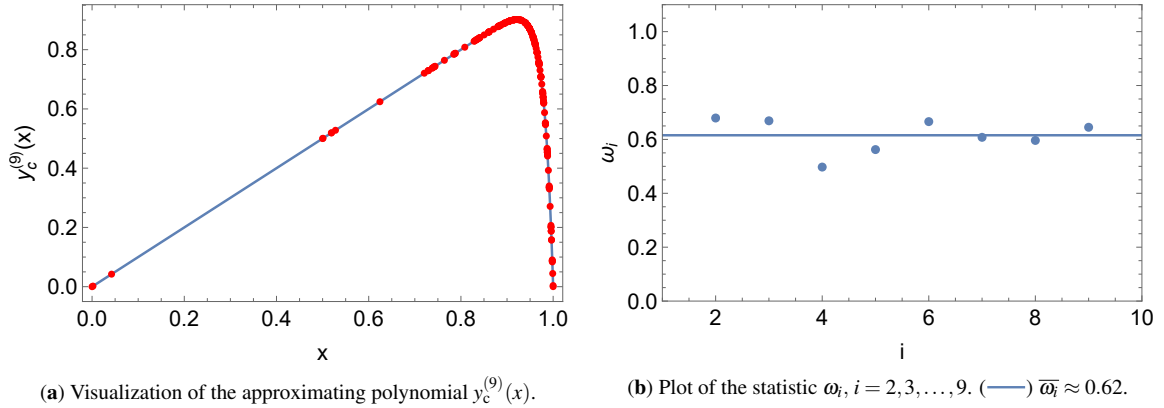 0.8
0.6
0.4
0.2
0.0
y_c^{(9)}(x)
0.0 0.2 0.4 0.6 0.8 1.0
x
(a) Visualization of the approximating polynomial y_c^{(9)}(x).
1.0
0.8
0.6
0.4
0.2
0.0
ω_i
2 4 6 8 10
i
(b) Plot of the statistic ω_i, i = 2, 3, …, 9. (——) \overline{ω_i} ≈ 0.62.